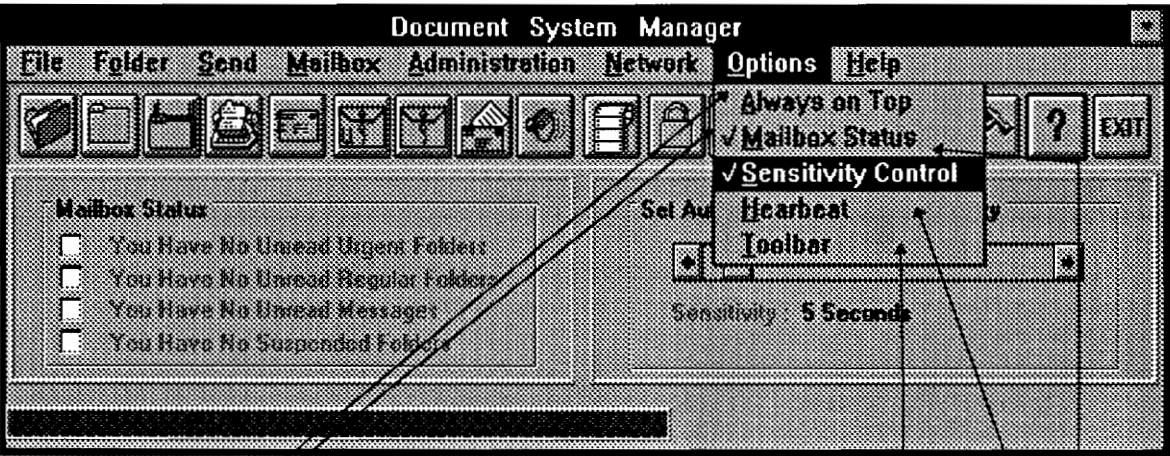 Document System Manager
File Folder Send Mailbox Administration Network Options Help
Always on Top
√ Mailbox Status
EXIT
?
√ Sensitivity Control
Hearbeat
Toolbar
Mailbox Status
You Have No Unread Urgent Folders
You Have No Unread Regular Folders
You Have No Unread Messages
You Have No Suspended Folders
Set
Sensitivity : 5 Seconds